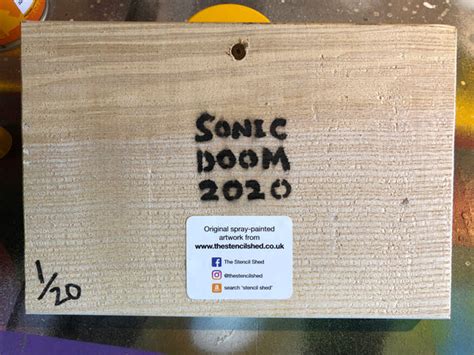 SONIC
DOOM
2020
Original spray-painted
artwork from
www.thestencilshed.co.uk
The Stencil Shed
@thestencilshed
search 'stencil shed'
1/20